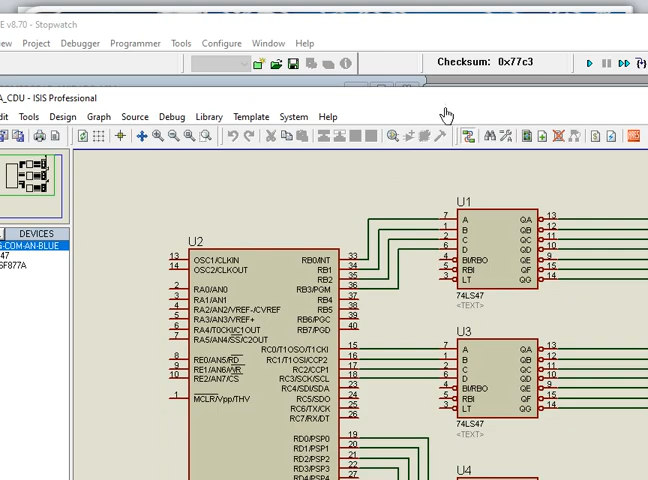 E v8.70 - Stopwatch
ew Project Debugger Programmer Tools Configure Window Help
Checksum: 0x77c3
A_CDU - ISIS Professional
dit Tools Design Graph Source Debug Library Template System Help
L DEVICES
G-COM-AN-BLUE
47
6F877A
U2
13 OSC1/CLKIN
14 OSC2/CLKOUT
2 RA0/AN0
3 RA1/AN1
4 RA2/AN2/VREF-/CVREF
5 RA3/AN3/VREF+
6 RA4/T0CKI/C1OUT
7 RA5/AN4/SS/C2OUT
8 RE0/AN5/RD
9 RE1/AN6/WR
10 RE2/AN7/CS
1 MCLR/Vpp/THV
RB0/INT 33
RB1 34
RB2 35
RB3/PGM 36
RB4 37
RB5 38
RB6/PGC 39
RB7/PGD 40
RC0/T1OSO/T1CKI 15
RC1/T1OSI/CCP2 16
RC2/CCP1 17
RC3/SCK/SCL 18
RC4/SDI/SDA 23
RC5/SDO 24
RC6/TX/CK 25
RC7/RX/DT 26
RD0/PSP0 19
RD1/PSP1 20
RD2/PSP2 21
RD3/PSP3 22
RD4/PSP4 27
U1
7 A QA 13
1 B QB 12
2 C QC 11
6 D QD 10
4 BI/RBO QE 9
5 RBI QF 15
3 LT QG 14
74LS47
<TEXT>
U3
7 A QA 13
1 B QB 12
2 C QC 11
6 D QD 10
4 BI/RBO QE 9
5 RBI QF 15
3 LT QG 14
74LS47
<TEXT>
U4